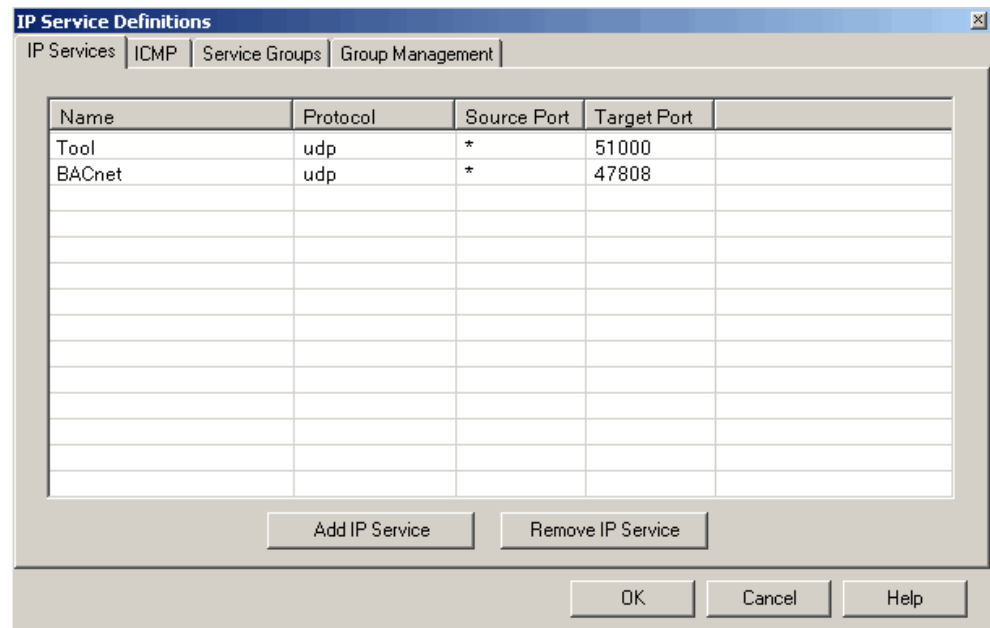 IP Service Definitions
IP Services ICMP Service Groups Group Management
Name Protocol Source Port Target Port
Tool udp * 51000
BACnet udp * 47808
Add IP Service Remove IP Service
OK Cancel Help